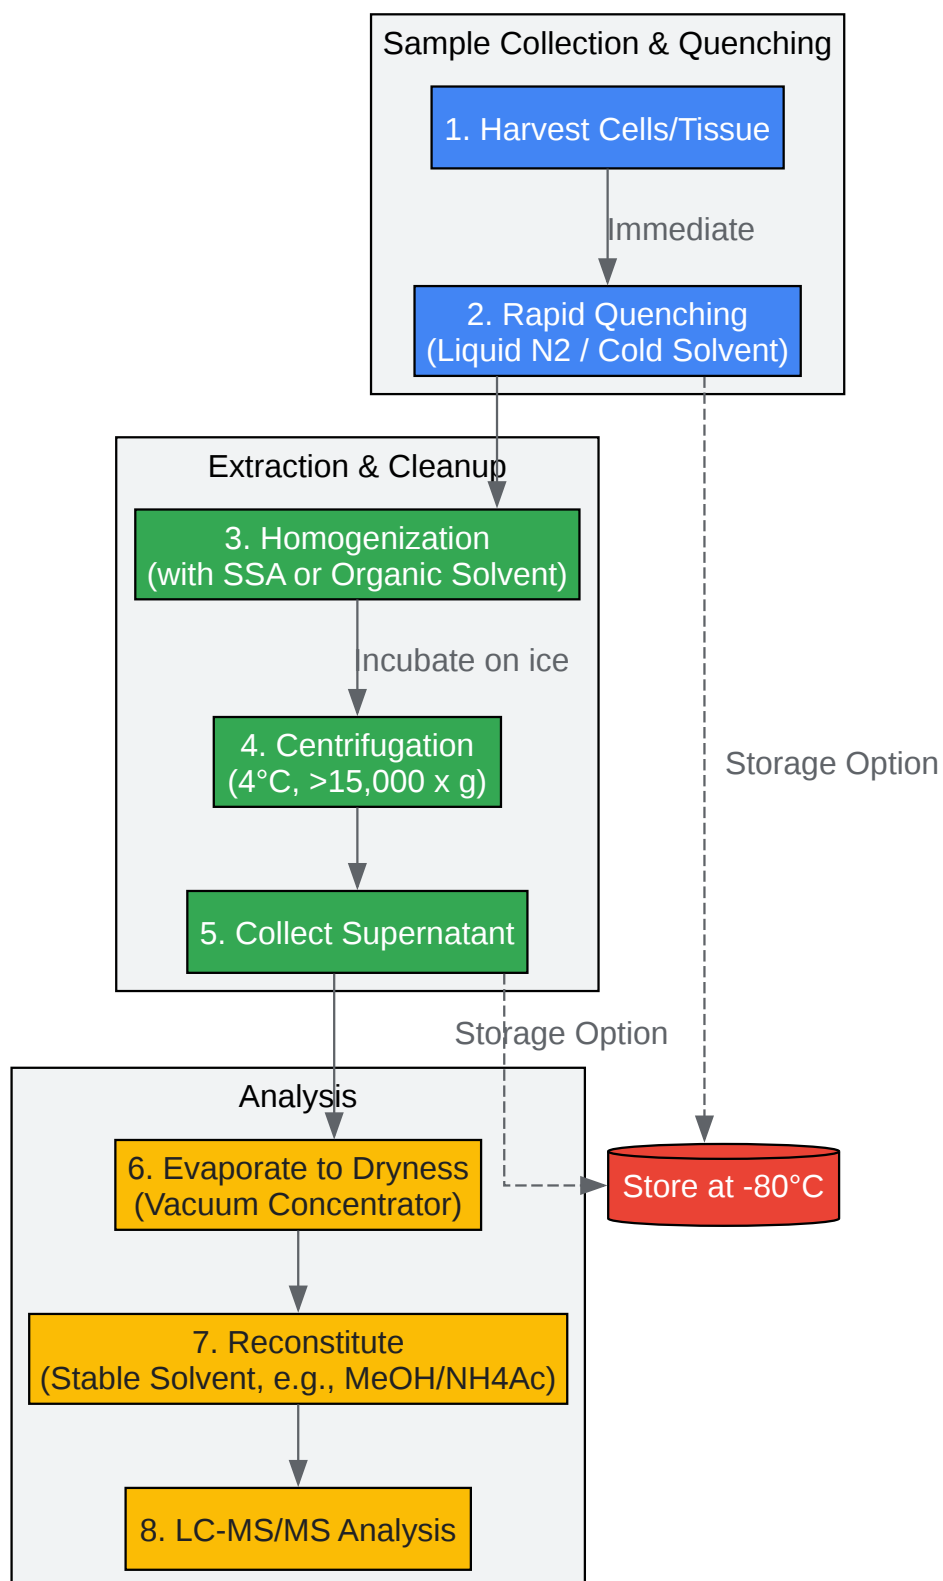 Sample Collection & Quenching
1. Harvest Cells/Tissue
Immediate
2. Rapid Quenching
(Liquid N2 / Cold Solvent)
Extraction & Cleanup
3. Homogenization
(with SSA or Organic Solvent)
Incubate on ice
4. Centrifugation
(4°C, >15,000 x g)
Storage Option
5. Collect Supernatant
Storage Option
Analysis
6. Evaporate to Dryness
(Vacuum Concentrator)
Store at -80°C
7. Reconstitute
(Stable Solvent, e.g., MeOH/NH4Ac)
8. LC-MS/MS Analysis